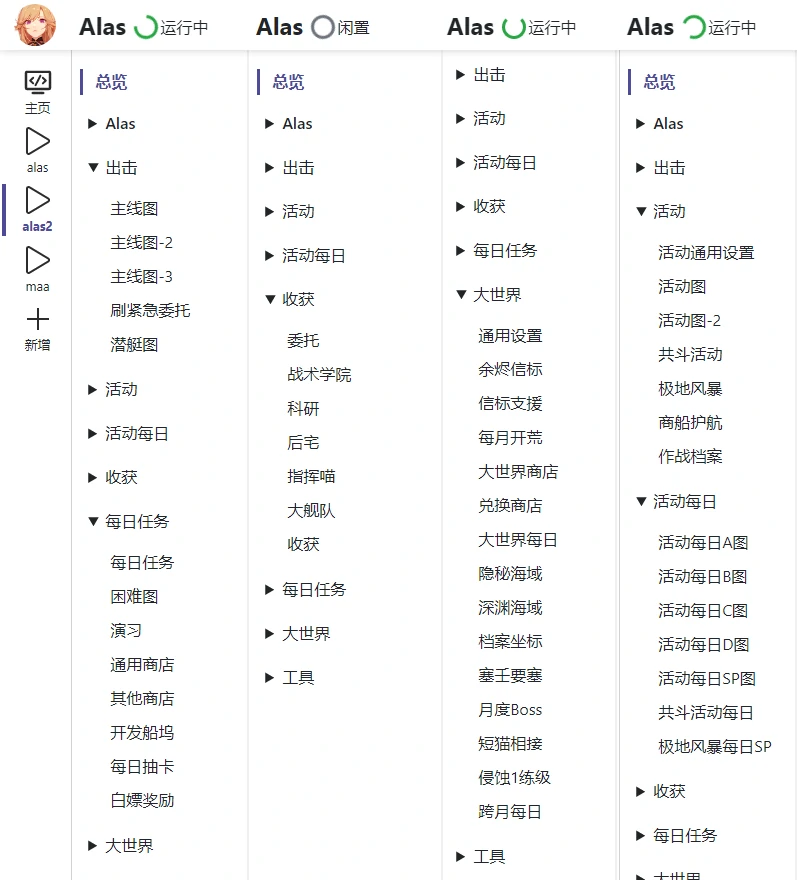 Alas 运行中
主页
alas
alas2
maa
新增
总览
Alas
出击
主线图
主线图-2
主线图-3
刷紧急委托
潜艇图
活动
活动每日
收获
每日任务
每日任务
困难图
演习
通用商店
其他商店
开发船坞
每日抽卡
白嫖奖励
大世界
Alas 闲置
总览
Alas
出击
活动
活动每日
收获
委托
战术学院
科研
后宅
指挥喵
大舰队
收获
每日任务
大世界
工具
Alas 运行中
出击
活动
活动每日
收获
每日任务
大世界
通用设置
余烬信标
信标支援
每月开荒
大世界商店
兑换商店
大世界每日
隐秘海域
深渊海域
档案坐标
塞壬要塞
月度Boss
短猫相接
侵蚀1练级
跨月每日
工具
Alas 运行中
总览
Alas
出击
活动
活动通用设置
活动图
活动图-2
共斗活动
极地风暴
商船护航
作战档案
活动每日
活动每日A图
活动每日B图
活动每日C图
活动每日D图
活动每日SP图
共斗活动每日
极地风暴每日SP
收获
每日任务
大世界